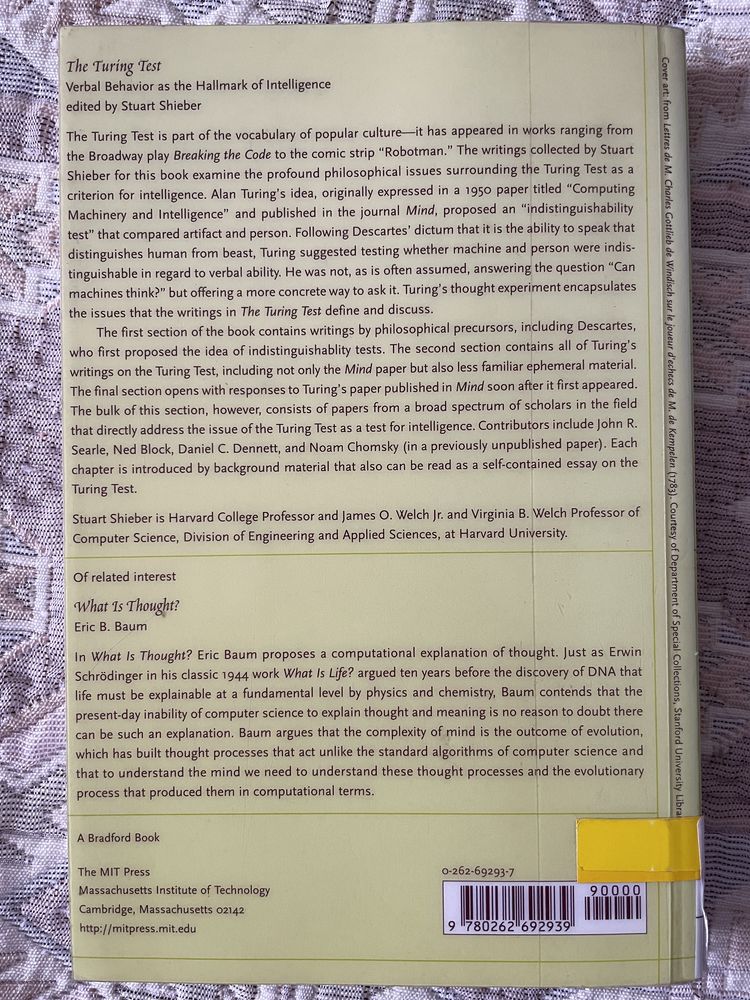 The Turing Test
Verbal Behavior as the Hallmark of Intelligence
edited by Stuart Shieber
The Turing Test is part of the vocabulary of popular culture—it has appeared in works ranging from
the Broadway play Breaking the Code to the comic strip “Robotman.” The writings collected by Stuart
Shieber for this book examine the profound philosophical issues surrounding the Turing Test as a
criterion for intelligence. Alan Turing’s idea, originally expressed in a 1950 paper titled “Computing
Machinery and Intelligence” and published in the journal Mind, proposed an “indistinguishability
test” that compared artifact and person. Following Descartes’ dictum that it is the ability to speak that
distinguishes human from beast, Turing suggested testing whether machine and person were indis-
tinguishable in regard to verbal ability. He was not, as is often assumed, answering the question “Can
machines think?” but offering a more concrete way to ask it. Turing’s thought experiment encapsulates
the issues that the writings in The Turing Test define and discuss.
The first section of the book contains writings by philosophical precursors, including Descartes,
who first proposed the idea of indistinguishablity tests. The second section contains all of Turing’s
writings on the Turing Test, including not only the Mind paper but also less familiar ephemeral material.
The final section opens with responses to Turing’s paper published in Mind soon after it first appeared.
The bulk of this section, however, consists of papers from a broad spectrum of scholars in the field
that directly address the issue of the Turing Test as a test for intelligence. Contributors include John R.
Searle, Ned Block, Daniel C. Dennett, and Noam Chomsky (in a previously unpublished paper). Each
chapter is introduced by background material that also can be read as a self-contained essay on the
Turing Test.
Stuart Shieber is Harvard College Professor and James O. Welch Jr. and Virginia B. Welch Professor of
Computer Science, Division of Engineering and Applied Sciences, at Harvard University.
Of related interest
What Is Thought?
Eric B. Baum
In What Is Thought? Eric Baum proposes a computational explanation of thought. Just as Erwin
Schrödinger in his classic 1944 work What Is Life? argued ten years before the discovery of DNA that
life must be explainable at a fundamental level by physics and chemistry, Baum contends that the
present-day inability of computer science to explain thought and meaning is no reason to doubt there
can be such an explanation. Baum argues that the complexity of mind is the outcome of evolution,
which has built thought processes that act unlike the standard algorithms of computer science and
that to understand the mind we need to understand these thought processes and the evolutionary
process that produced them in computational terms.
A Bradford Book
The MIT Press
Massachusetts Institute of Technology
Cambridge, Massachusetts 02142
http://mitpress.mit.edu
0-262-69293-7
90000
9 780262 692939
Cover art: from Lettres de M. Charles Gottlieb de Windisch sur le joueur d'echecs de M. de Kempelen (1783). Courtesy of Department of Special Collections, Stanford University